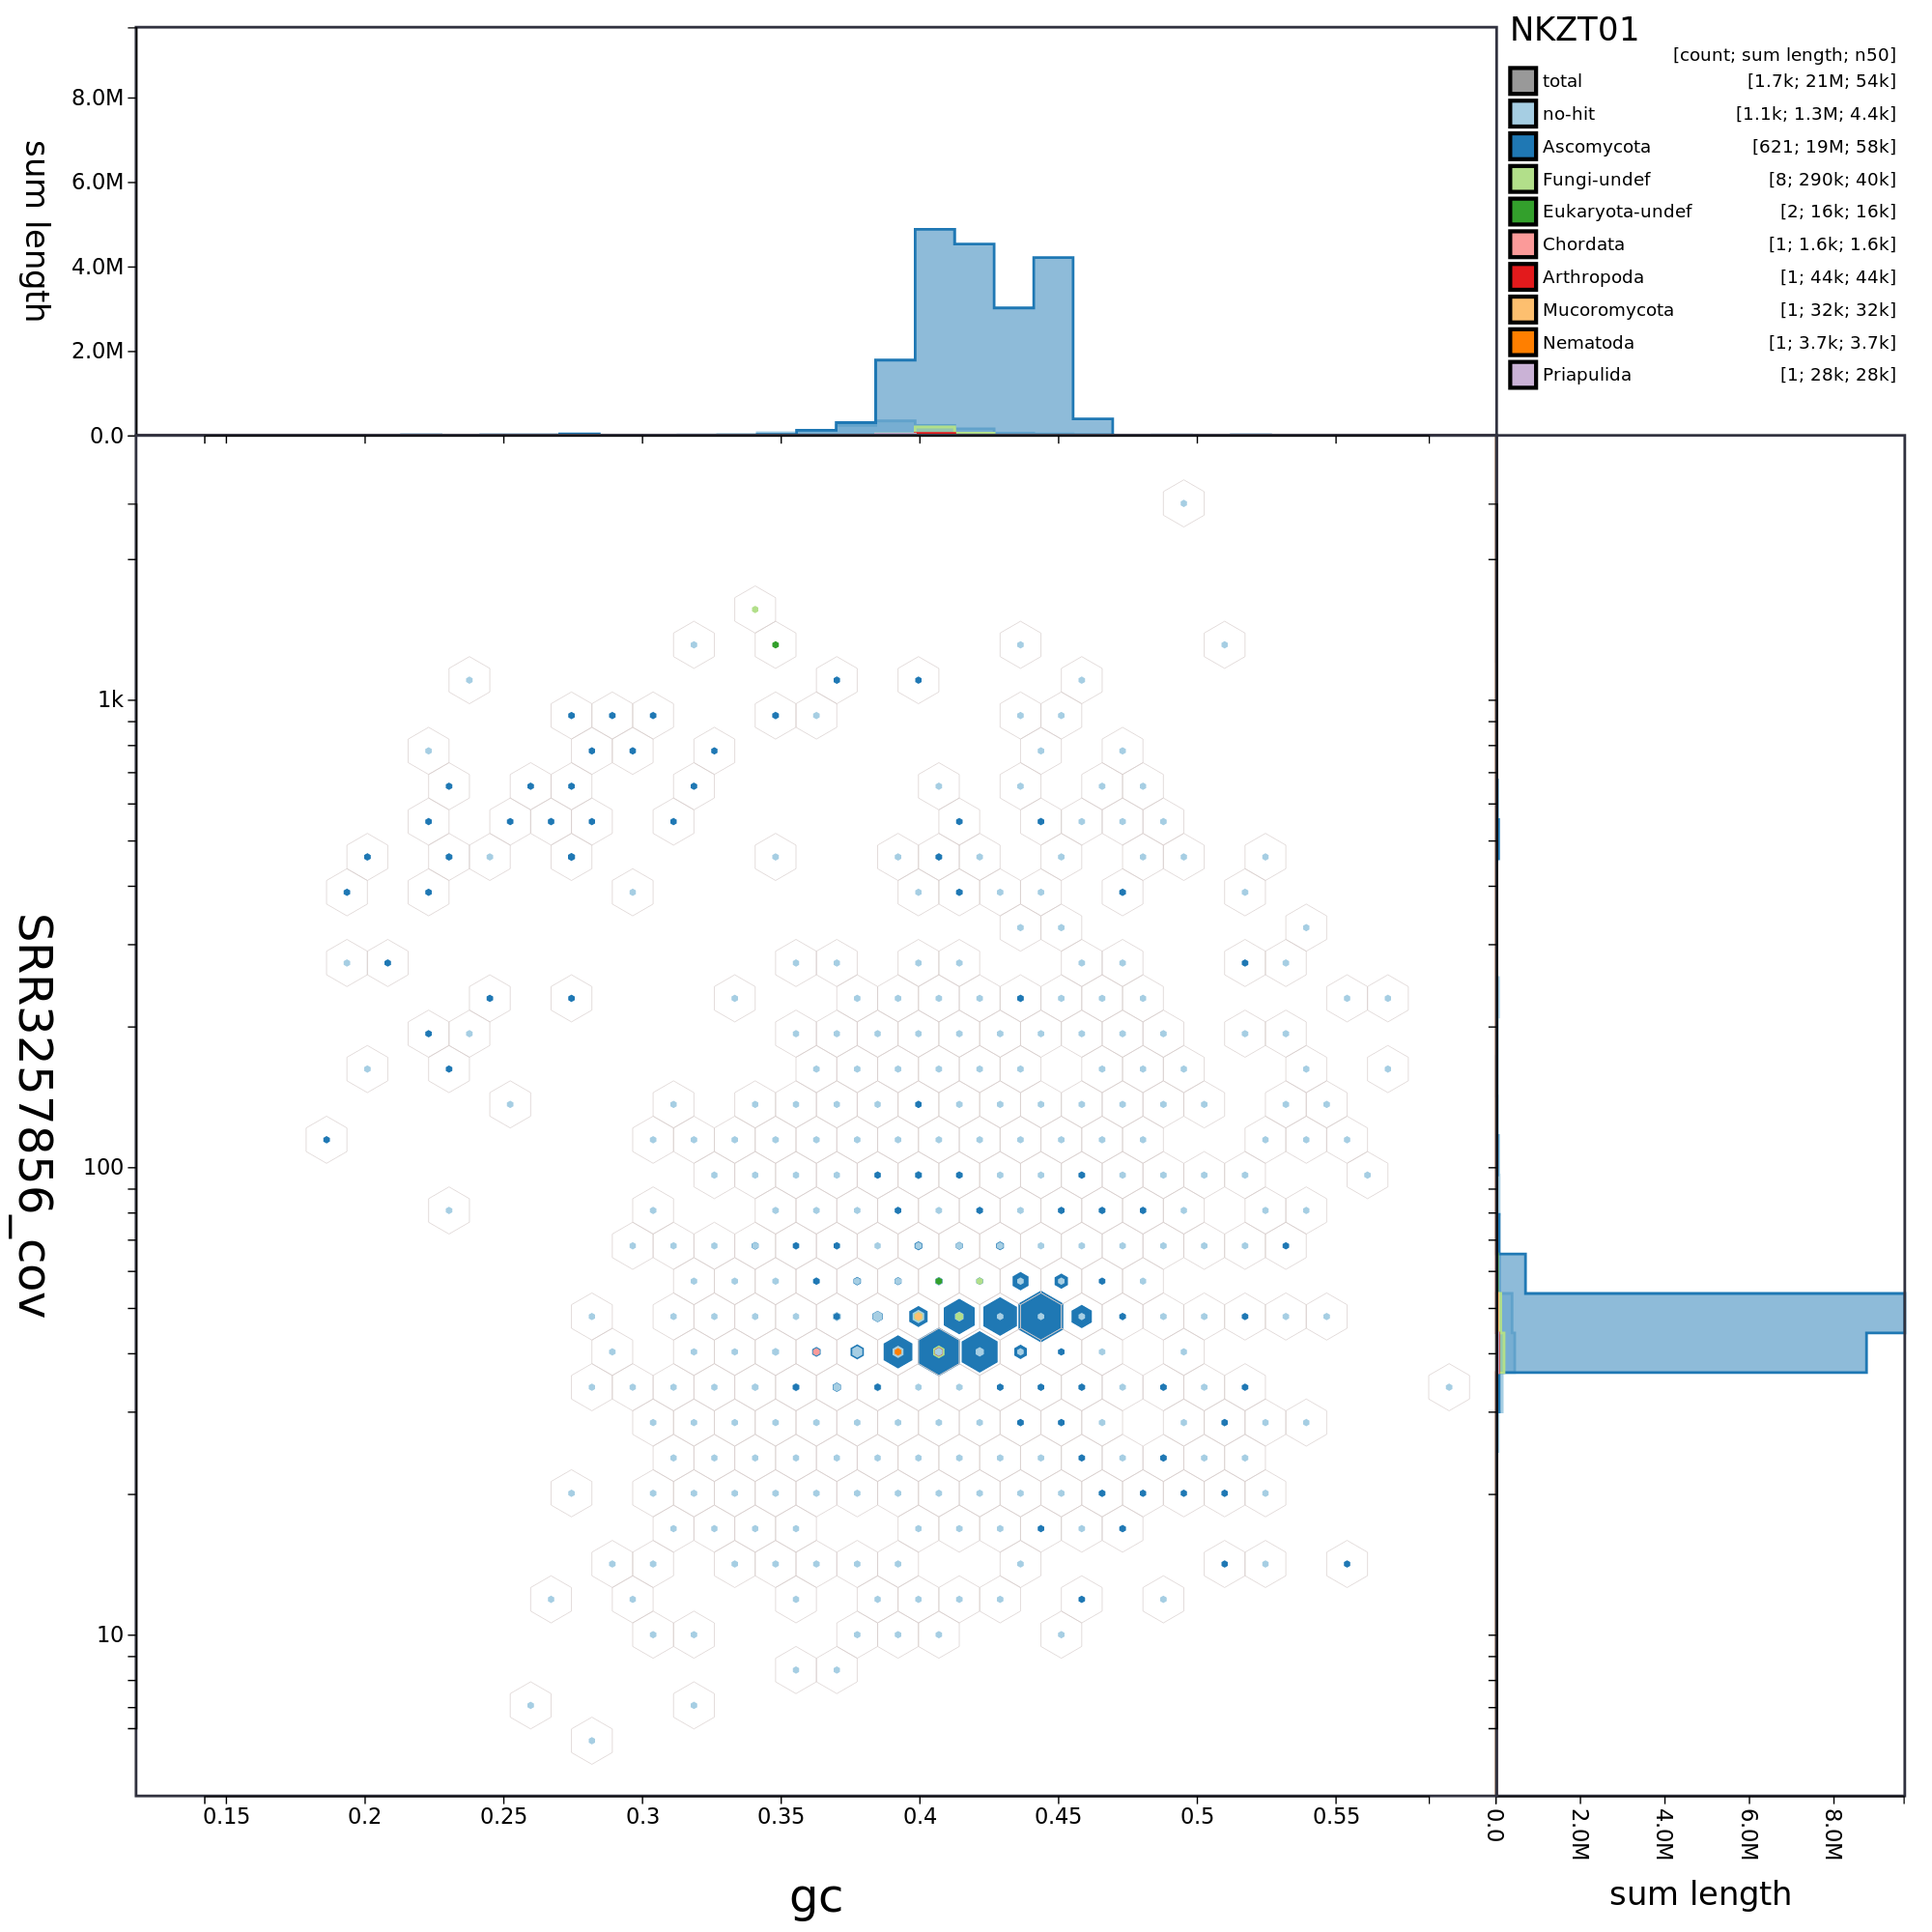 NKZT01
[count; sum length; n50]
total [1.7k; 21M; 54k]
no-hit [1.1k; 1.3M; 4.4k]
Ascomycota [621; 19M; 58k]
Fungi-undef [8; 290k; 40k]
Eukaryota-undef [2; 16k; 16k]
Chordata [1; 1.6k; 1.6k]
Arthropoda [1; 44k; 44k]
Mucoromycota [1; 32k; 32k]
Nematoda [1; 3.7k; 3.7k]
Priapulida [1; 28k; 28k]
sum length
8.0M
6.0M
4.0M
2.0M
0.0
SRR3257856_cov
1k
100
10
0.15 0.2 0.25 0.3 0.35 0.4 0.45 0.5 0.55
gc
0.0 2.0M 4.0M 6.0M 8.0M
sum length